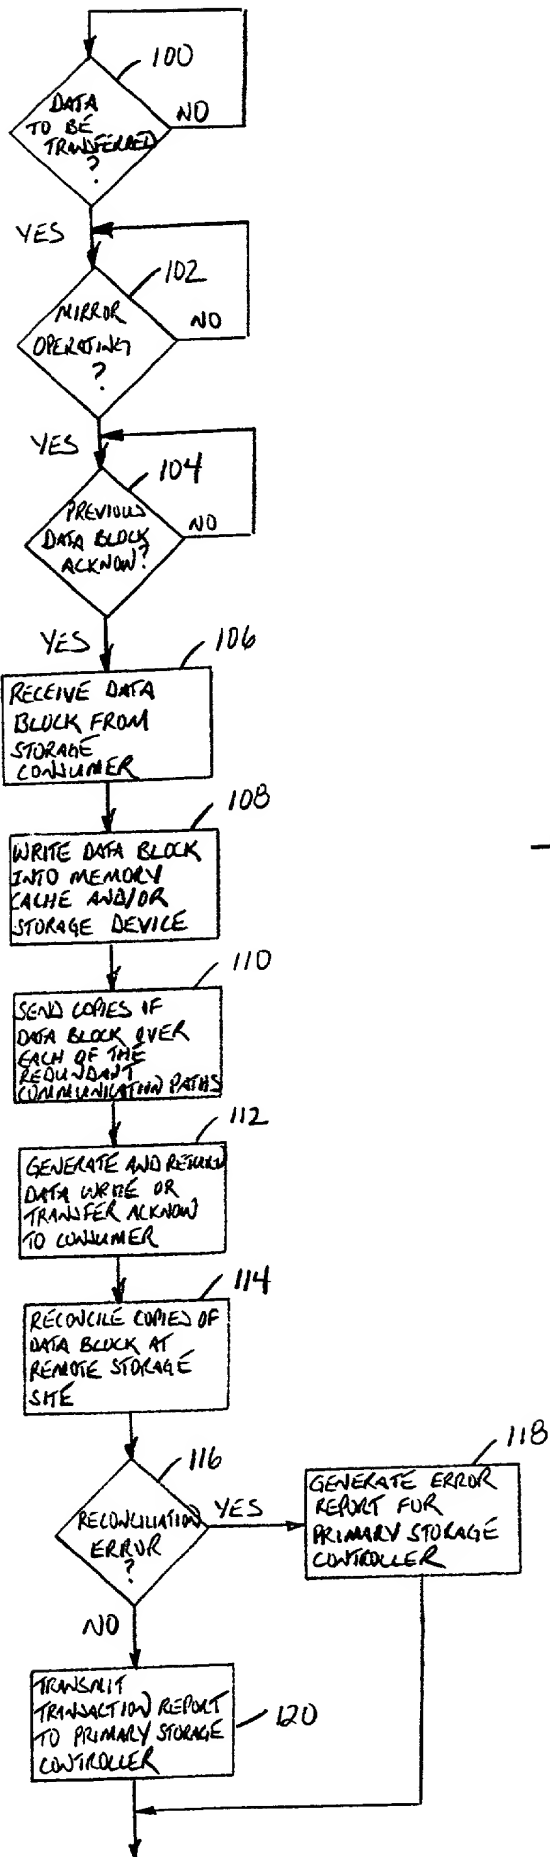 100
DATA
TO BE
TRANSFERRED
?
NO
YES
102
MIRROR
OPERATING
?
NO
YES
104
PREVIOUS
DATA BLOCK
ACKNOW?
NO
YES
106
RECEIVE DATA
BLOCK FROM
STORAGE
CONSUMER
108
WRITE DATA BLOCK
INTO MEMORY
CACHE AND/OR
STORAGE DEVICE
110
SEND COPIES IF
DATA BLOCK OVER
EACH OF THE
REDUNDANT
COMMUNICATION PATHS
112
GENERATE AND RETURN
DATA WRITE OR
TRANSFER ACKNOW
TO CONSUMER
114
RECONCILE COPIES OF
DATA BLOCK AT
REMOTE STORAGE
SITE
116
RECONCILIATION
ERROR
?
YES
118
GENERATE ERROR
REPORT FOR
PRIMARY STORAGE
CONTROLLER
NO
TRANSMIT
TRANSACTION REPORT
TO PRIMARY STORAGE
CONTROLLER
120